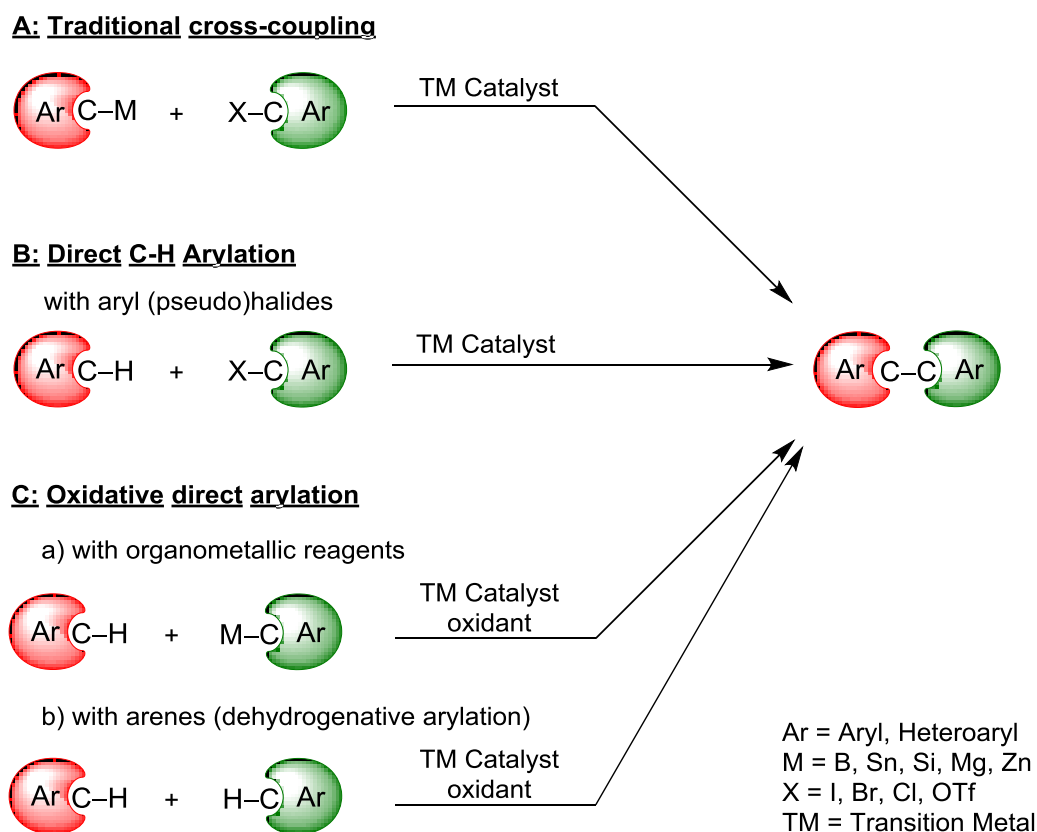 A: Traditional cross-coupling
Ar C–M + X–C Ar
TM Catalyst
B: Direct C-H Arylation
with aryl (pseudo)halides
Ar C–H + X–C Ar
TM Catalyst
Ar C–C Ar
C: Oxidative direct arylation
a) with organometallic reagents
Ar C–H + M–C Ar
TM Catalyst
oxidant
b) with arenes (dehydrogenative arylation)
Ar C–H + H–C Ar
TM Catalyst
oxidant
Ar = Aryl, Heteroaryl
M = B, Sn, Si, Mg, Zn
X = I, Br, Cl, OTf
TM = Transition Metal